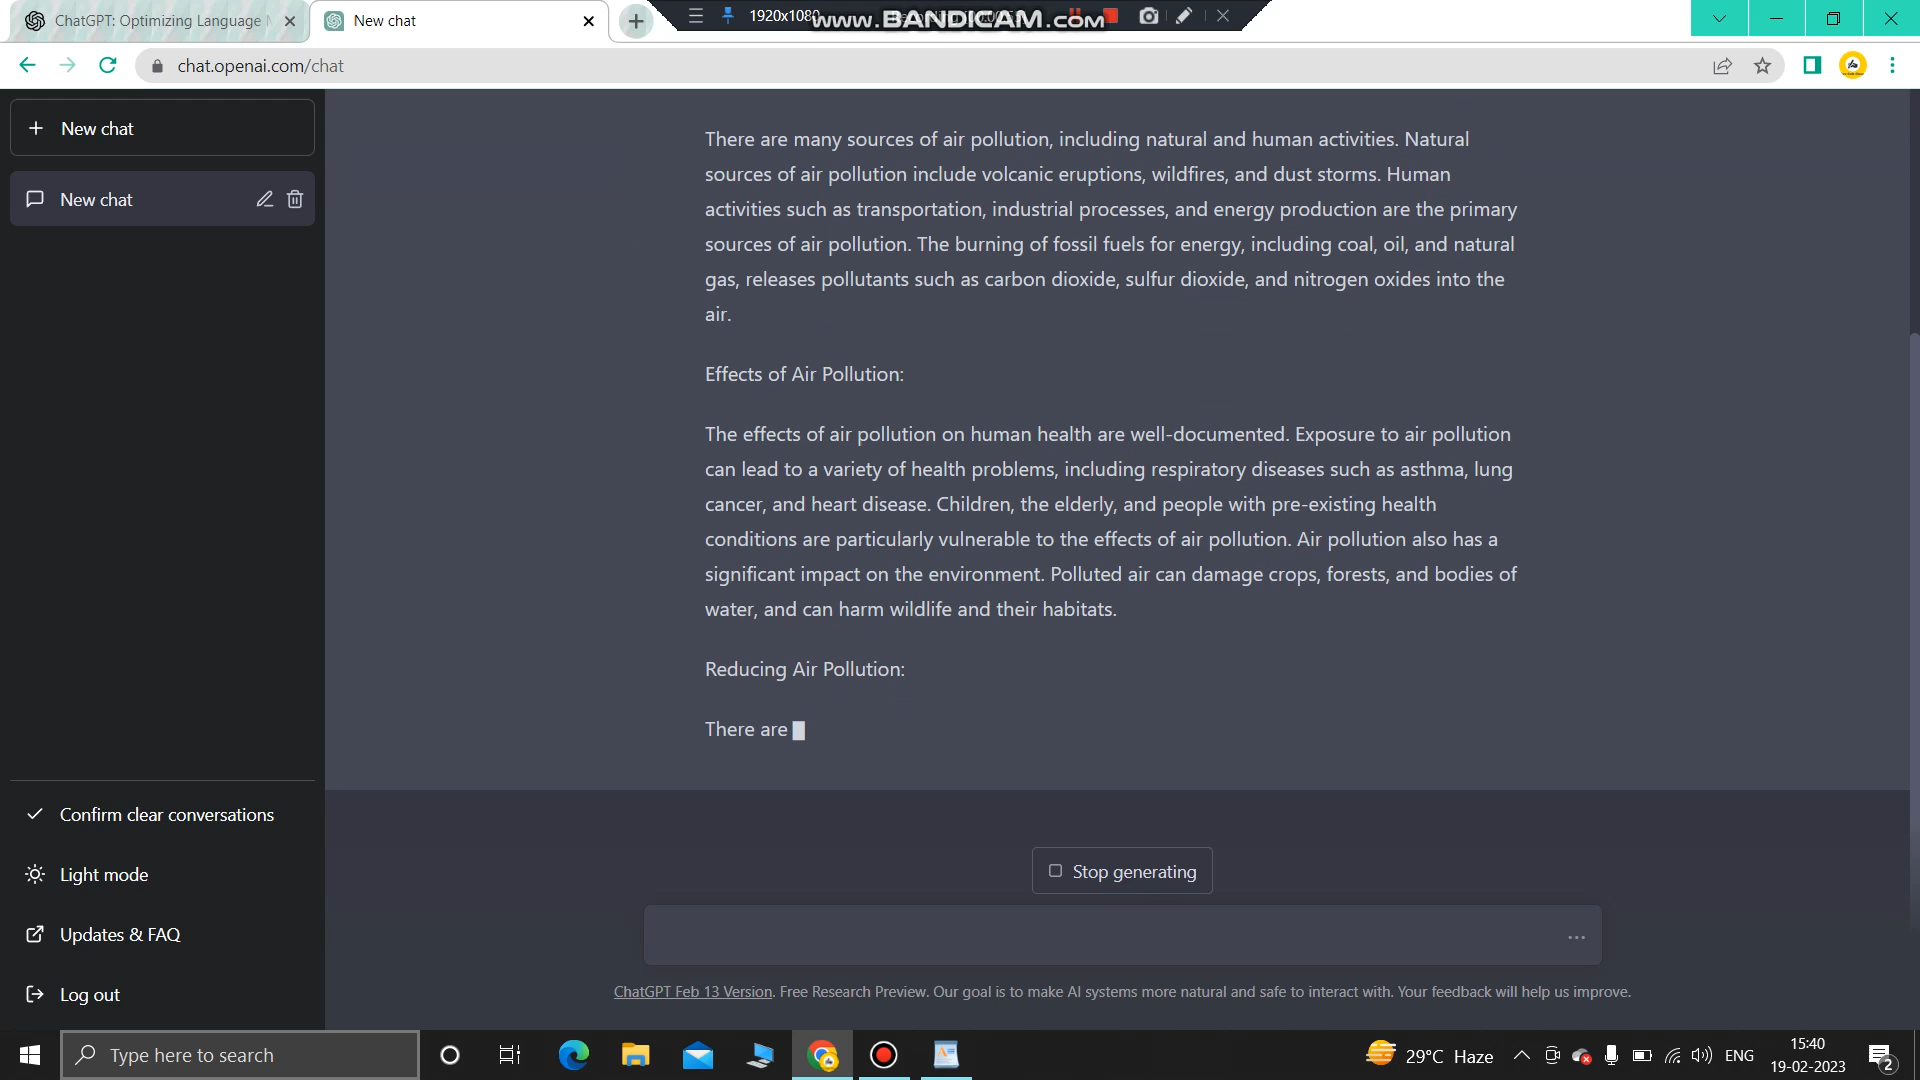 ChatGPT: Optimizing Language
New chat
1920x1080
www.BANDICAM.com
chat.openai.com/chat
New chat
New chat
There are many sources of air pollution, including natural and human activities. Natural
sources of air pollution include volcanic eruptions, wildfires, and dust storms. Human
activities such as transportation, industrial processes, and energy production are the primary
sources of air pollution. The burning of fossil fuels for energy, including coal, oil, and natural
gas, releases pollutants such as carbon dioxide, sulfur dioxide, and nitrogen oxides into the
air.
Effects of Air Pollution:
The effects of air pollution on human health are well-documented. Exposure to air pollution
can lead to a variety of health problems, including respiratory diseases such as asthma, lung
cancer, and heart disease. Children, the elderly, and people with pre-existing health
conditions are particularly vulnerable to the effects of air pollution. Air pollution also has a
significant impact on the environment. Polluted air can damage crops, forests, and bodies of
water, and can harm wildlife and their habitats.
Reducing Air Pollution:
There are
Confirm clear conversations
Light mode
Updates & FAQ
Log out
Stop generating
ChatGPT Feb 13 Version. Free Research Preview. Our goal is to make AI systems more natural and safe to interact with. Your feedback will help us improve.
Type here to search
29°C Haze
ENG
15:40
19-02-2023
2